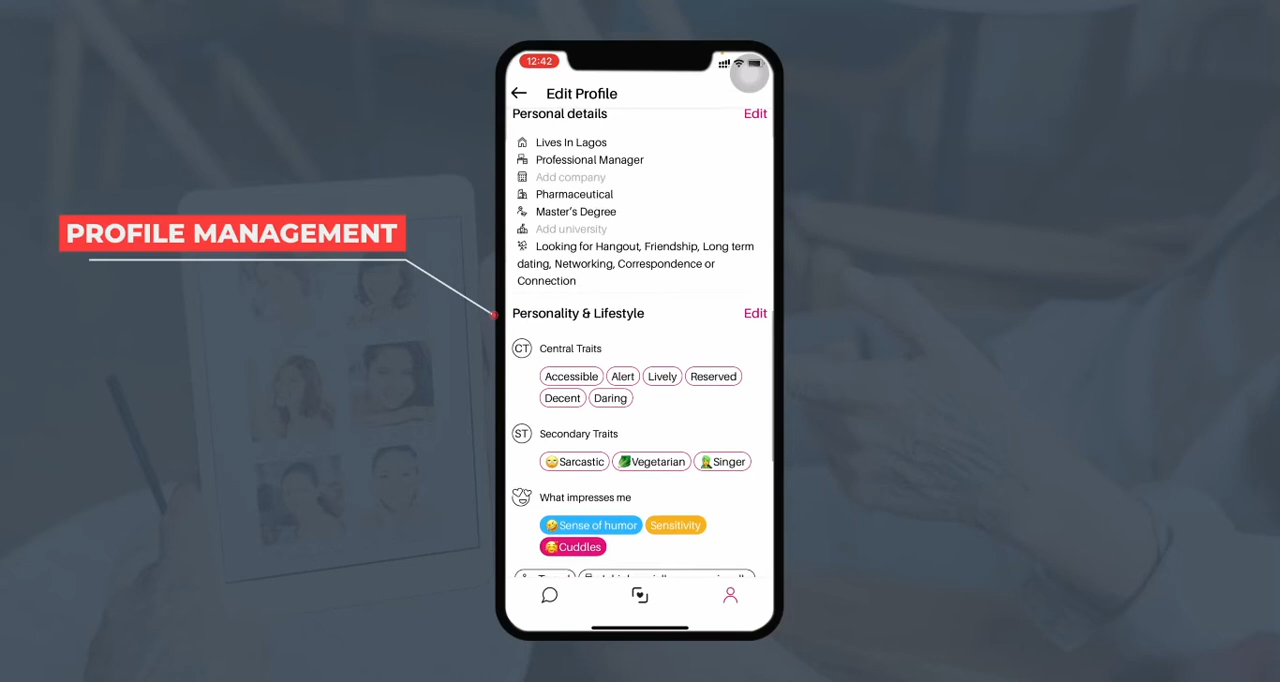 12:42
Edit Profile
Personal details Edit
Lives In Lagos
Professional Manager
Add company
Pharmaceutical
Master's Degree
Add university
PROFILE MANAGEMENT
Looking for Hangout, Friendship, Long term
dating, Networking, Correspondence or
Connection
Personality & Lifestyle Edit
CT Central Traits
Accessible Alert Lively Reserved
Decent Daring
ST Secondary Traits
Sarcastic Vegetarian Singer
What impresses me
Sense of humor Sensitivity
Cuddles